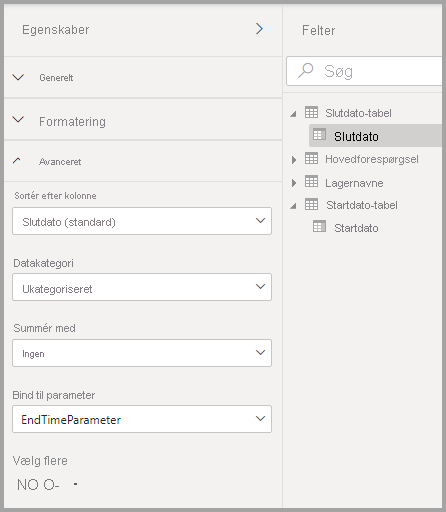 Egenskaber
Generelt
Formatering
Avanceret
Sortér efter kolonne
Slutdato (standard)
Datakategori
Ukategoriseret
Summér med
Ingen
Bind til parameter
EndTimeParameter
Vælg flere
NO O-
Felter
Søg
Slutdato-tabel
Slutdato
Hovedforespørgsel
Lagernavne
Startdato-tabel
Startdato